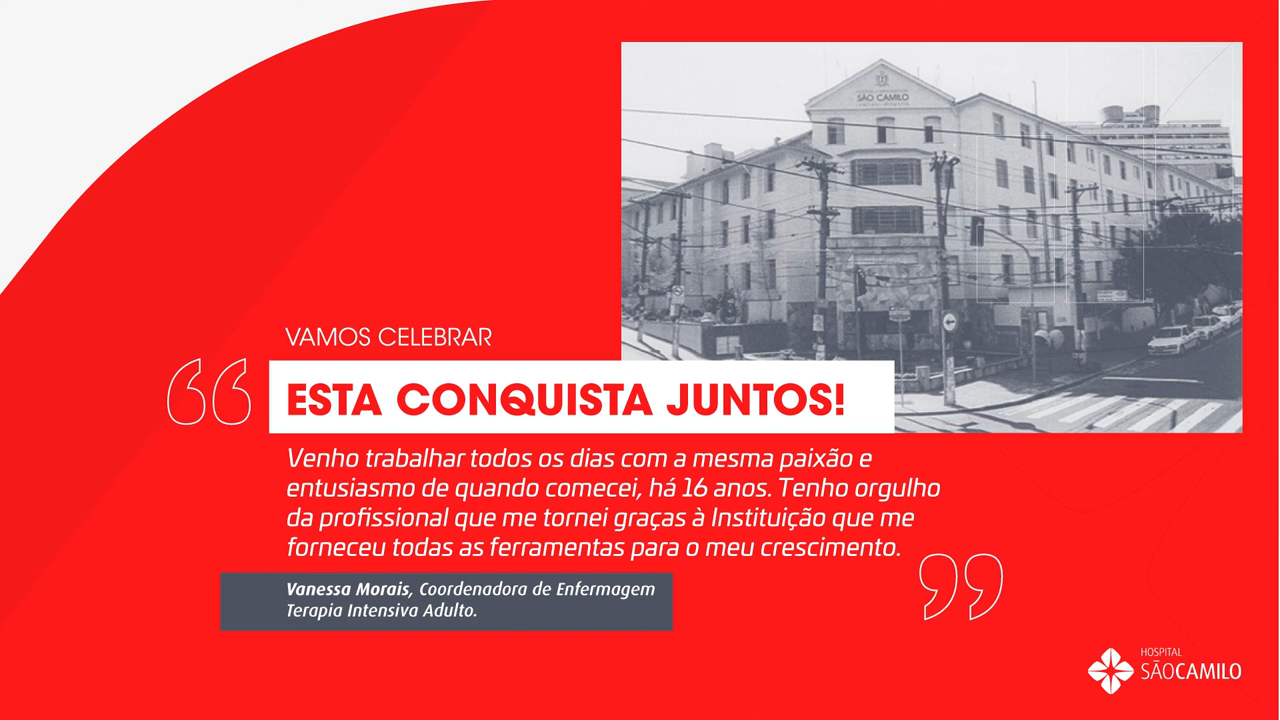 SÃO CAMILO
VAMOS CELEBRAR
ESTA CONQUISTA JUNTOS!
Venho trabalhar todos os dias com a mesma paixão e
entusiasmo de quando comecei, há 16 anos. Tenho orgulho
da profissional que me tornei graças à Instituição que me
forneceu todas as ferramentas para o meu crescimento.
Vanessa Morais, Coordenadora de Enfermagem
Terapia Intensiva Adulto.
HOSPITAL
SÃOCAMILO